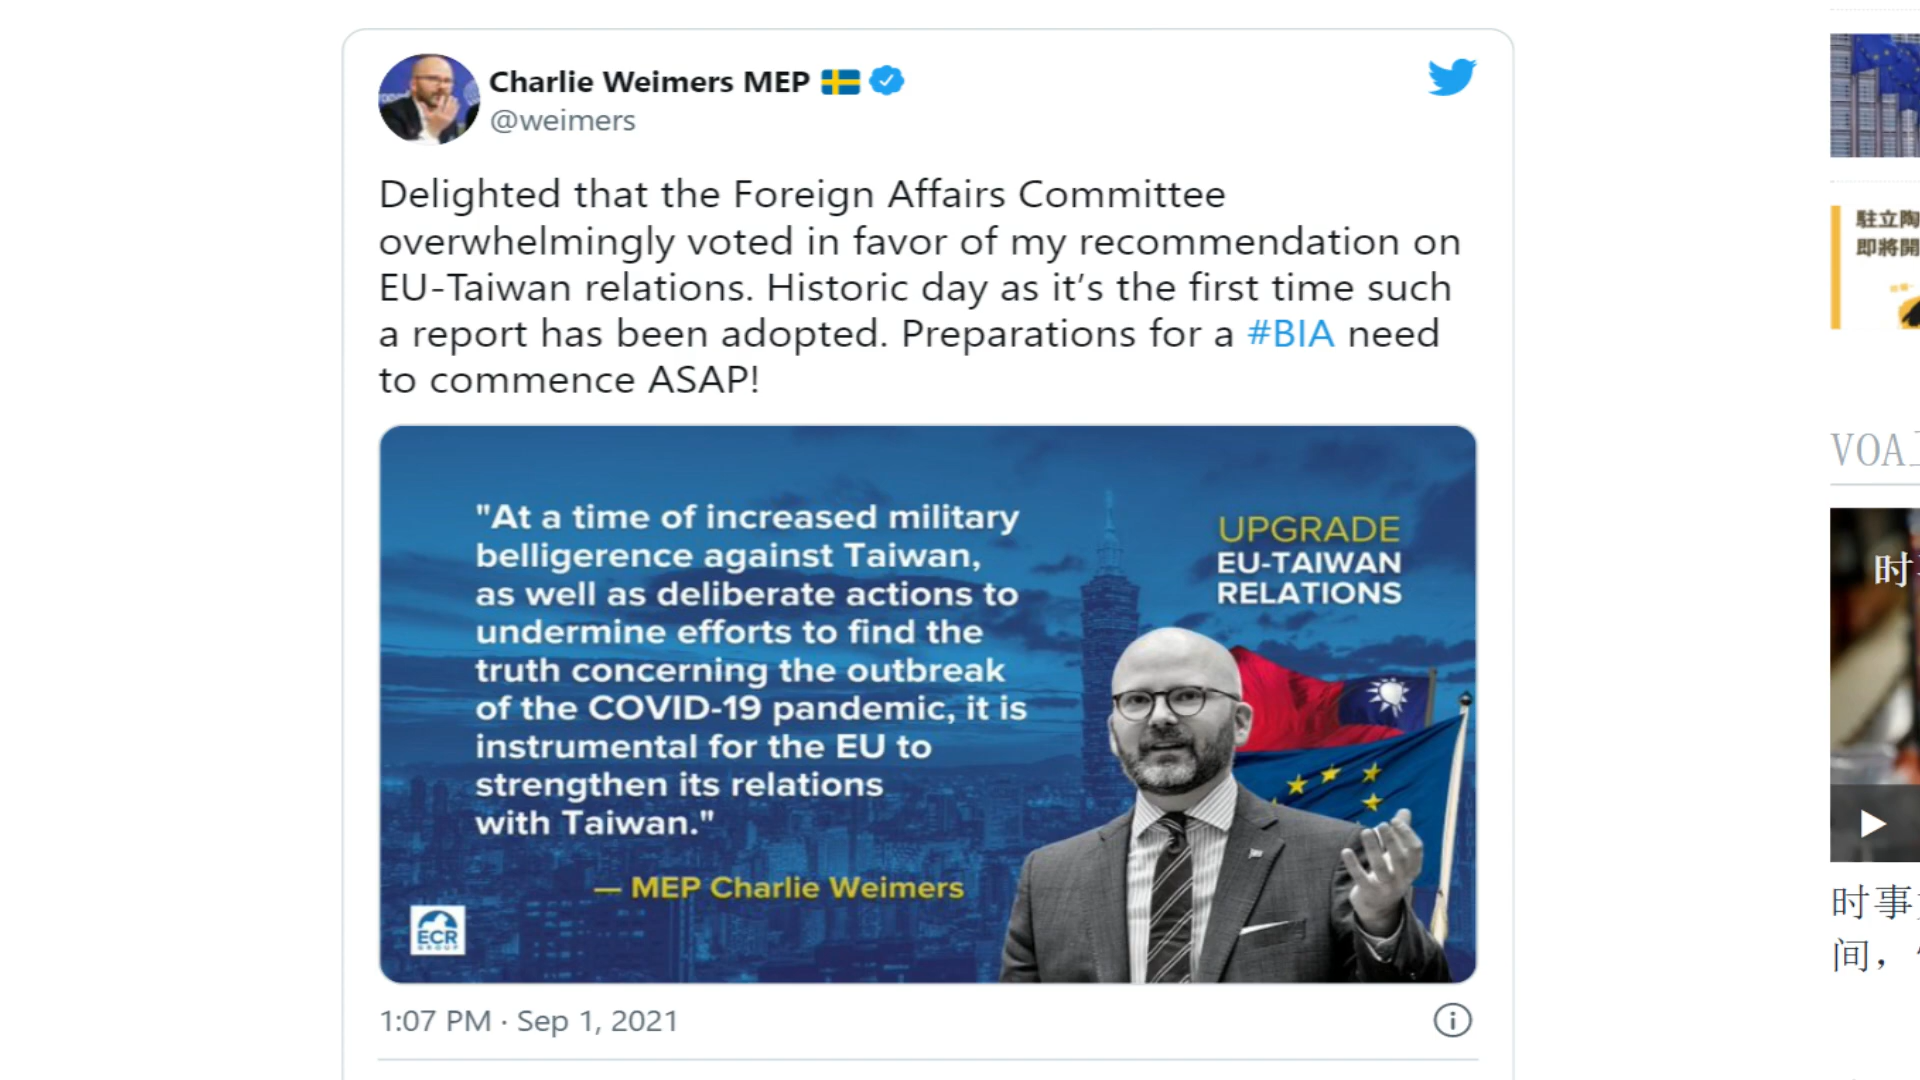 Charlie Weimers MEP
@weimers
Delighted that the Foreign Affairs Committee
overwhelmingly voted in favor of my recommendation on
EU-Taiwan relations. Historic day as it’s the first time such
a report has been adopted. Preparations for a #BIA need
to commence ASAP!
"At a time of increased military
belligerence against Taiwan,
as well as deliberate actions to
undermine efforts to find the
truth concerning the outbreak
of the COVID-19 pandemic, it is
instrumental for the EU to
strengthen its relations
with Taiwan."
— MEP Charlie Weimers
UPGRADE
EU-TAIWAN
RELATIONS
ECR
GROUP
1:07 PM · Sep 1, 2021
駐立陶
即將開
VOA
时
时事
间，